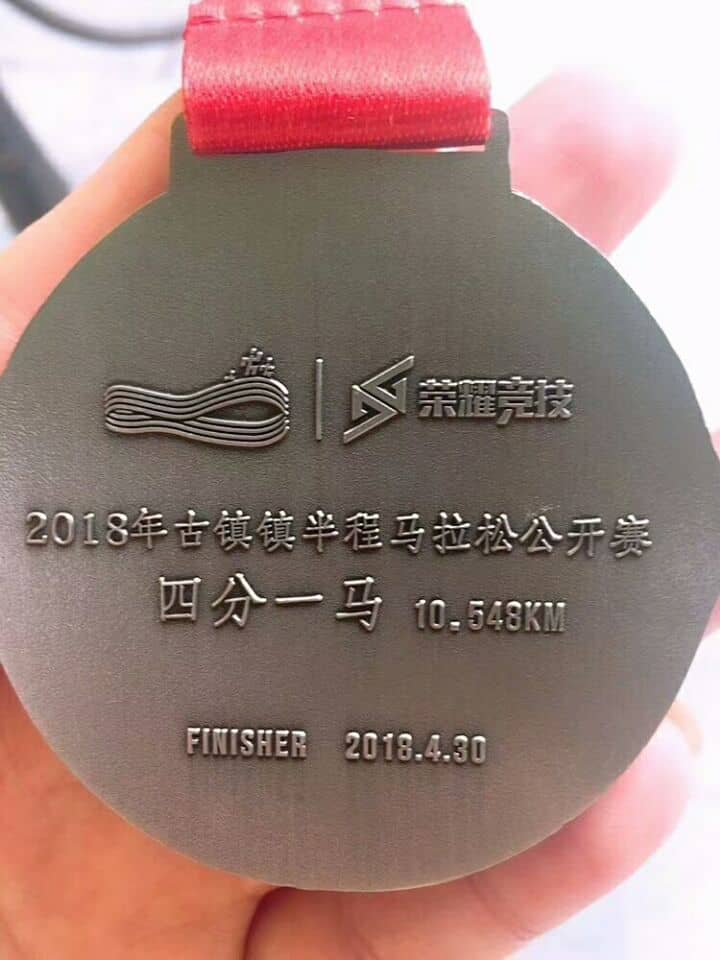 荣耀竞技
2018年古镇镇半程马拉松公开赛
四分一马 10.548KM
FINISHER 2018.4.30